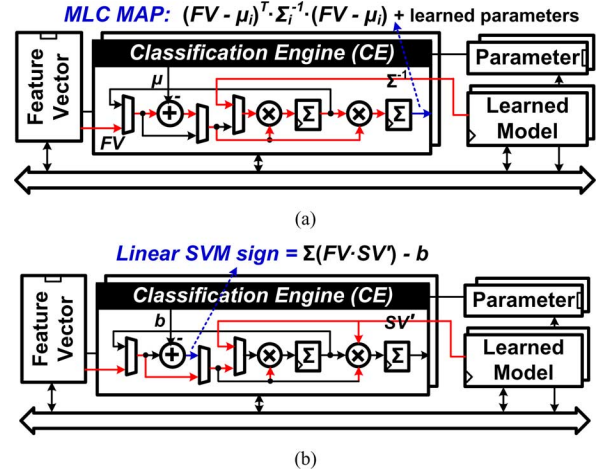 MLC MAP: (FV - μᵢ)ᵀ·Σᵢ⁻¹·(FV - μᵢ) + learned parameters
Classification Engine (CE)
Feature Vector
Parameter
μ
-
Σ⁻¹
+
×
Σ
×
Σ
FV
Learned Model
(a)
Linear SVM sign = Σ(FV·SV') - b
Classification Engine (CE)
Feature Vector
Parameter
b
-
SV'
+
×
Σ
×
Σ
Learned Model
(b)